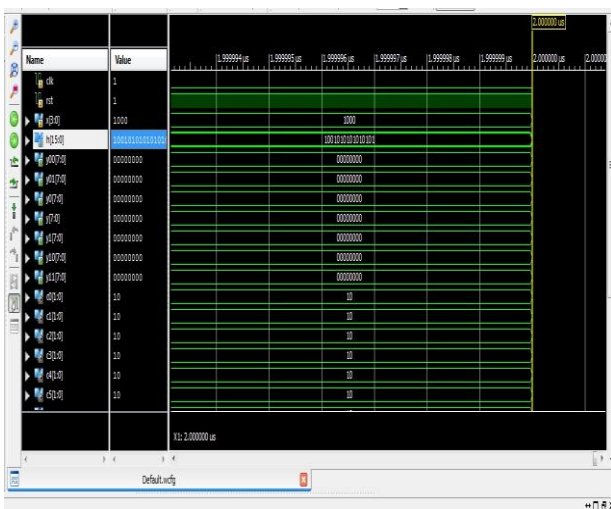 2.000000 us
Name Value 1.999994 us 1.999995 us 1.999996 us 1.999997 us 1.999998 us 1.999999 us 2.000000 us 2.00000
clk 1
rst 1
x[3:0] 1000 1000
h[15:0] 1001010101010101 1001010101010101
y00[7:0] 00000000 00000000
y01[7:0] 00000000 00000000
y0[7:0] 00000000 00000000
y[7:0] 00000000 00000000
y1[7:0] 00000000 00000000
y10[7:0] 00000000 00000000
y11[7:0] 00000000 00000000
c0[1:0] 10 10
c1[1:0] 10 10
c2[1:0] 10 10
c3[1:0] 10 10
c4[1:0] 10 10
c5[1:0] 10 10
X1: 2.000000 us
Default.wcfg